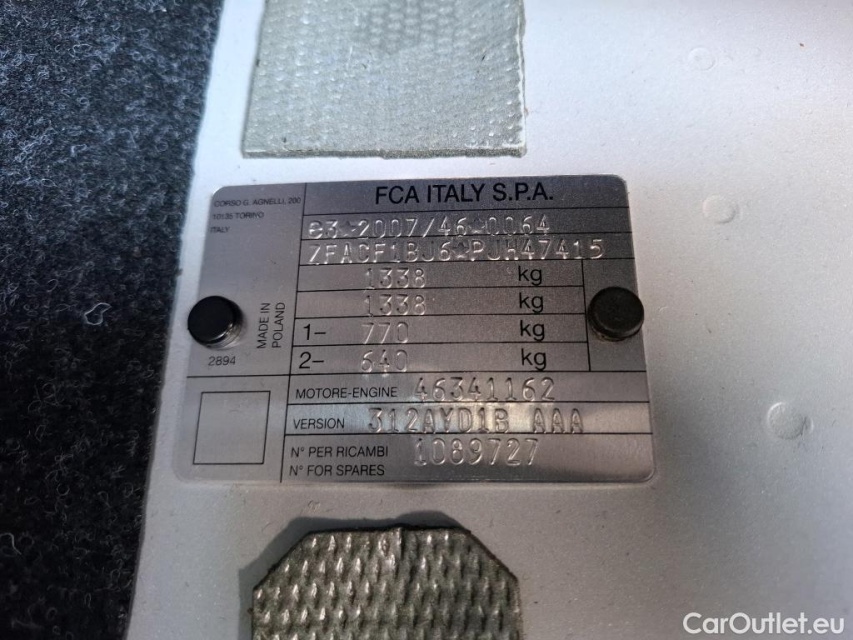 CORSO G. AGNELLI, 200
10135 TORINO
ITALY
FCA ITALY S.P.A.
e3*2007/46*0064
ZFACF1BJ6*PJH47415
1338 kg
1338 kg
1- 770 kg
2- 640 kg
MADE IN POLAND
2894
MOTORE-ENGINE 46341162
VERSION 312AYD1B AAA
N° PER RICAMBI
N° FOR SPARES 1089727
CarOutlet.eu